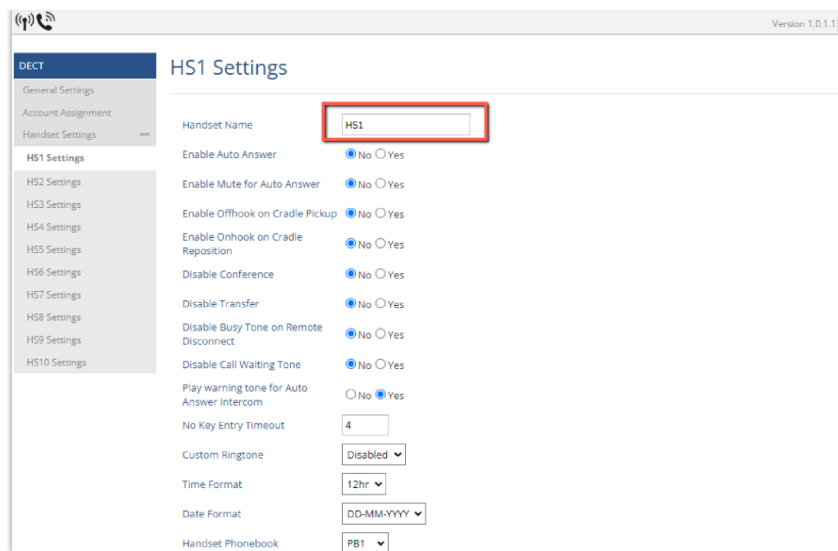 Version 1.0.1.13
DECT
General Settings
Account Assignment
Handset Settings
HS1 Settings
HS2 Settings
HS3 Settings
HS4 Settings
HS5 Settings
HS6 Settings
HS7 Settings
HS8 Settings
HS9 Settings
HS10 Settings
HS1 Settings
Handset Name HS1
Enable Auto Answer No Yes
Enable Mute for Auto Answer No Yes
Enable Offhook on Cradle Pickup No Yes
Enable Onhook on Cradle
Reposition No Yes
Disable Conference No Yes
Disable Transfer No Yes
Disable Busy Tone on Remote
Disconnect No Yes
Disable Call Waiting Tone No Yes
Play warning tone for Auto
Answer Intercom No Yes
No Key Entry Timeout 4
Custom Ringtone Disabled
Time Format 12hr
Date Format DD-MM-YYYY
Handset Phonebook PB1